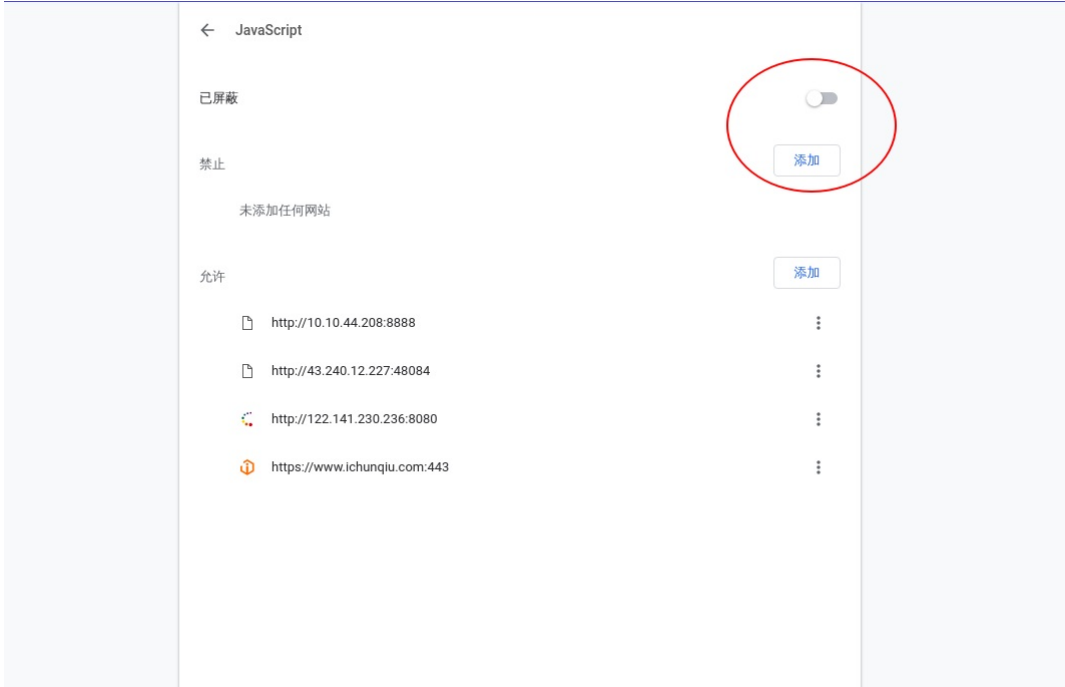 JavaScript
已屏蔽
禁止
添加
未添加任何网站
允许
添加
http://10.10.44.208:8888
http://43.240.12.227:48084
http://122.141.230.236:8080
https://www.ichunqiu.com:443